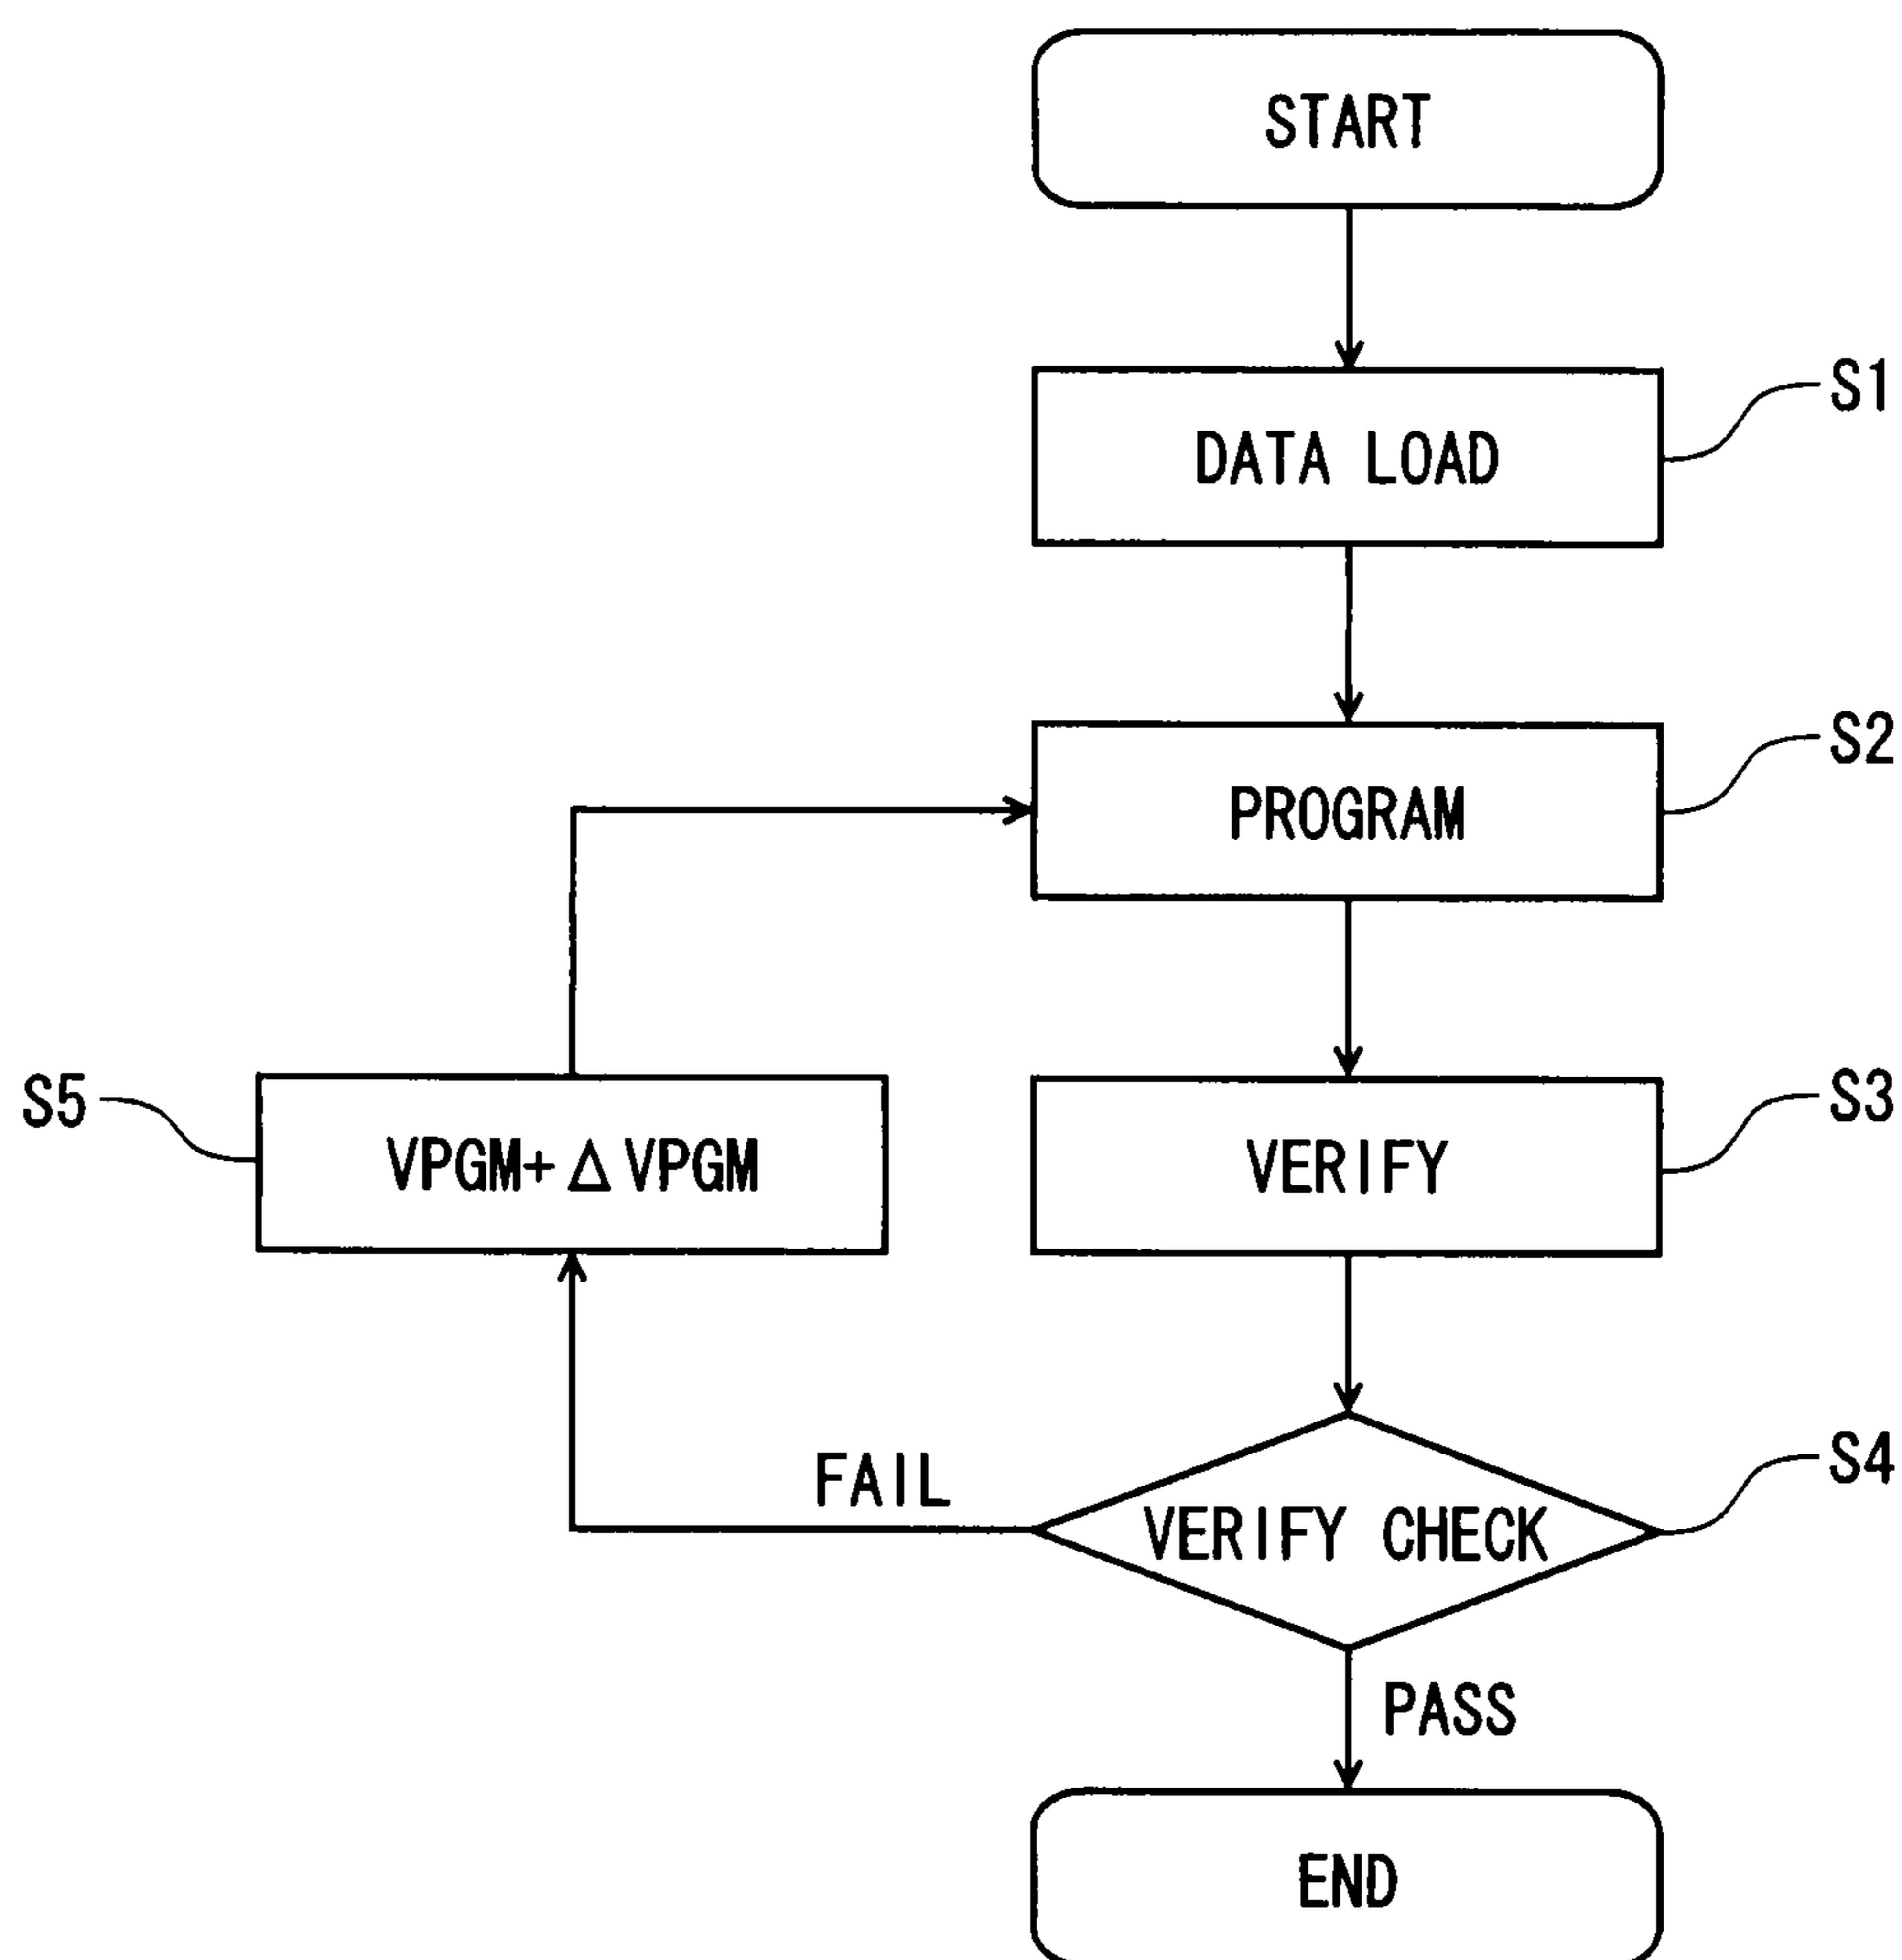 START
DATA LOAD
S1
PROGRAM
S2
S5
VPGM+ΔVPGM
VERIFY
S3
FAIL
VERIFY CHECK
S4
PASS
END